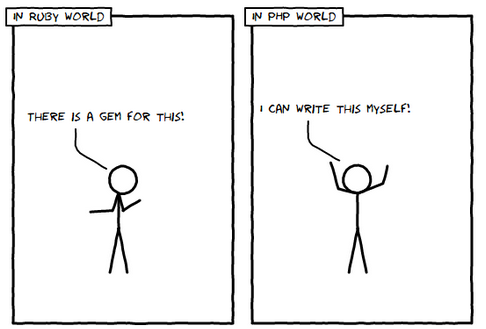 IN RUBY WORLD
THERE IS A GEM FOR THIS!
IN PHP WORLD
I CAN WRITE THIS MYSELF!